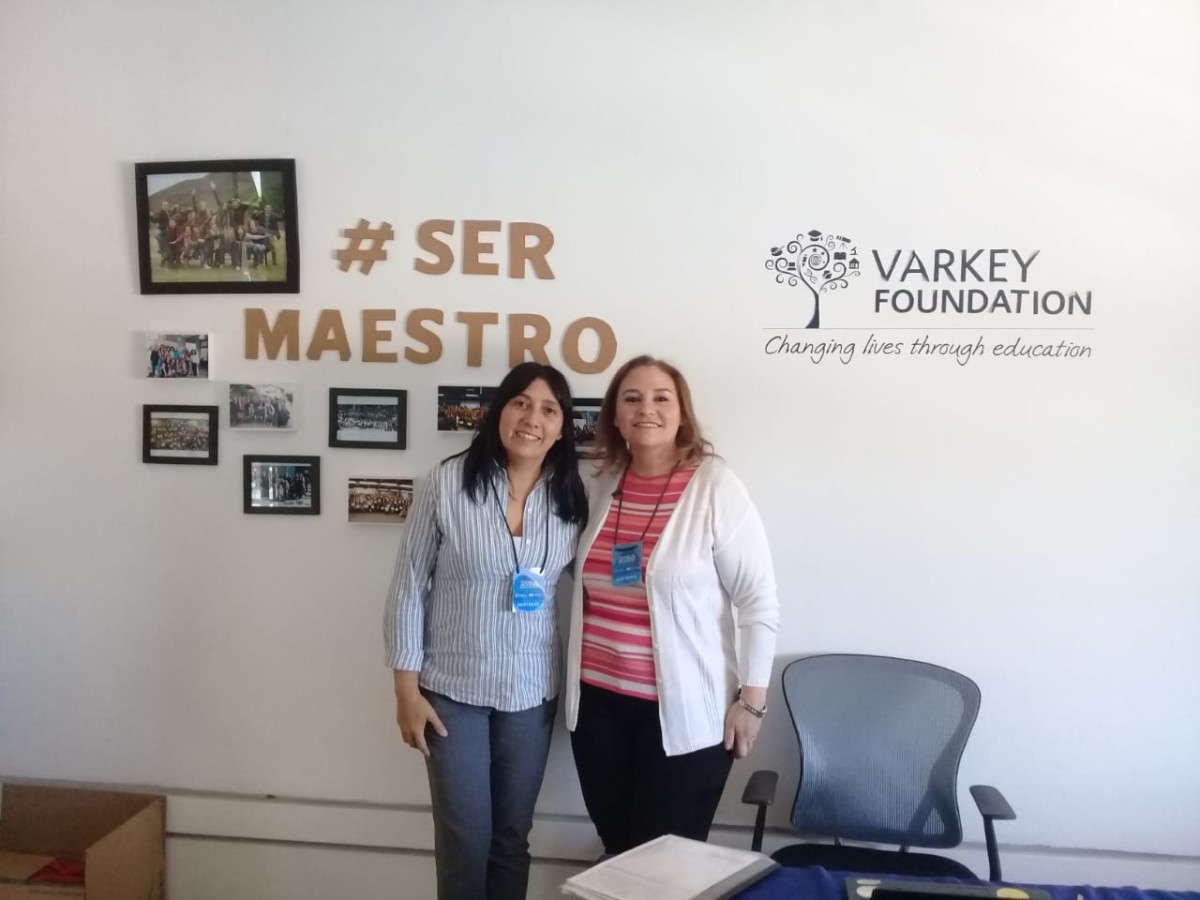 # SER
MAESTRO
VARKEY
FOUNDATION
Changing lives through education